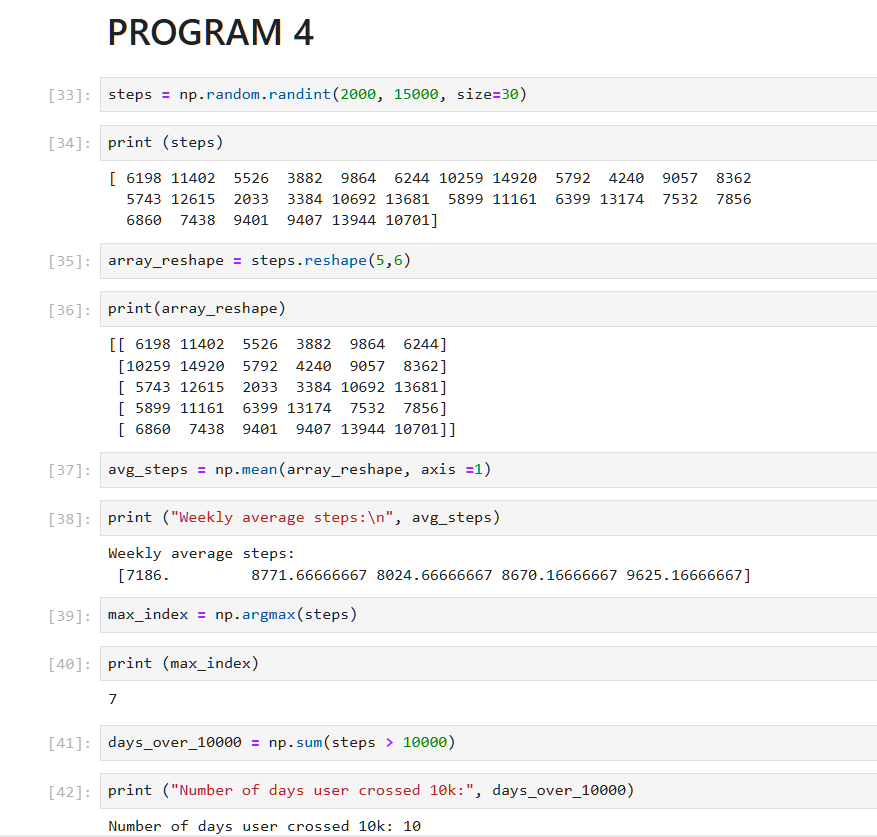 PROGRAM 4
[33]: steps = np.random.randint(2000, 15000, size=30)
[34]: print (steps)
[ 6198 11402  5526  3882  9864  6244 10259 14920  5792  4240  9057  8362
  5743 12615  2033  3384 10692 13681  5899 11161  6399 13174  7532  7856
  6860  7438  9401  9407 13944 10701]
[35]: array_reshape = steps.reshape(5,6)
[36]: print(array_reshape)
[[ 6198 11402  5526  3882  9864  6244]
 [10259 14920  5792  4240  9057  8362]
 [ 5743 12615  2033  3384 10692 13681]
 [ 5899 11161  6399 13174  7532  7856]
 [ 6860  7438  9401  9407 13944 10701]]
[37]: avg_steps = np.mean(array_reshape, axis =1)
[38]: print ("Weekly average steps:\n", avg_steps)
Weekly average steps:
 [7186.         8771.66666667 8024.66666667 8670.16666667 9625.16666667]
[39]: max_index = np.argmax(steps)
[40]: print (max_index)
7
[41]: days_over_10000 = np.sum(steps > 10000)
[42]: print ("Number of days user crossed 10k:", days_over_10000)
Number of days user crossed 10k: 10